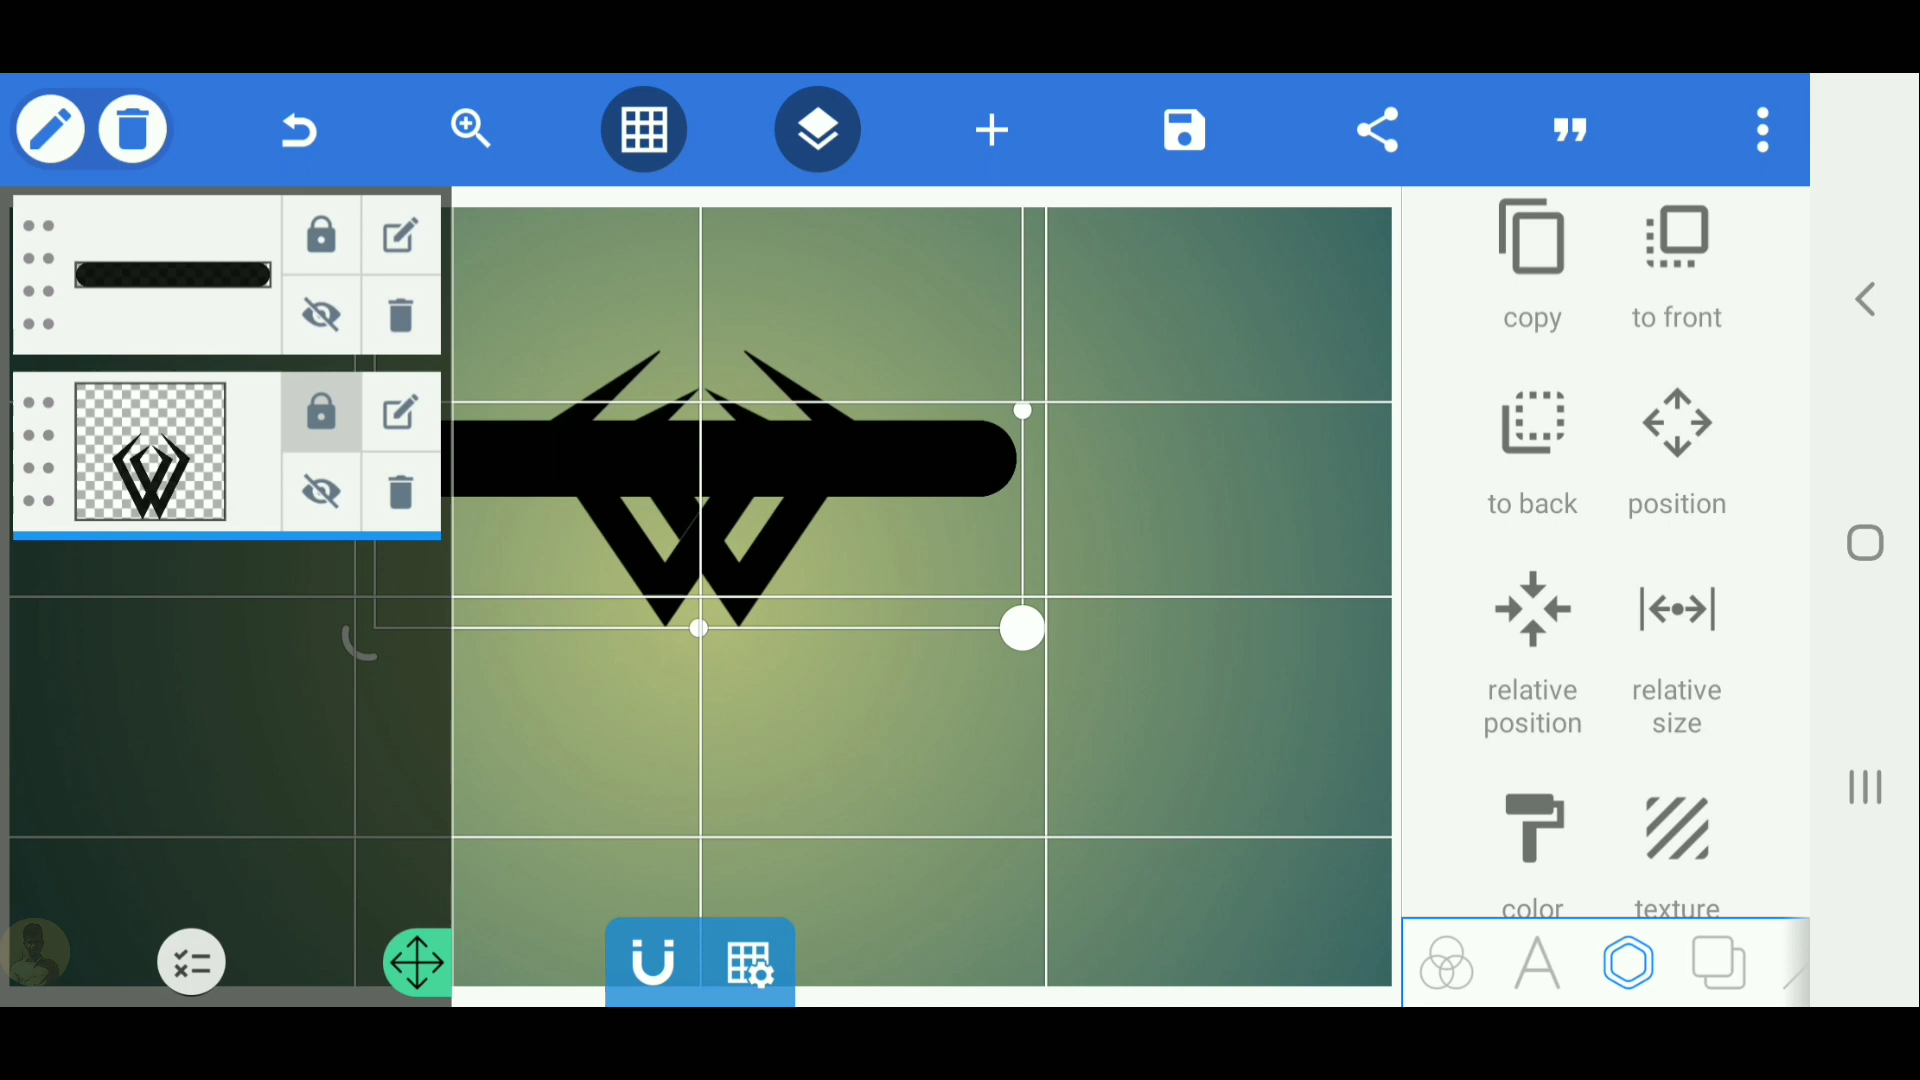 copy
to front
to back
position
relative
position
relative
size
color
texture